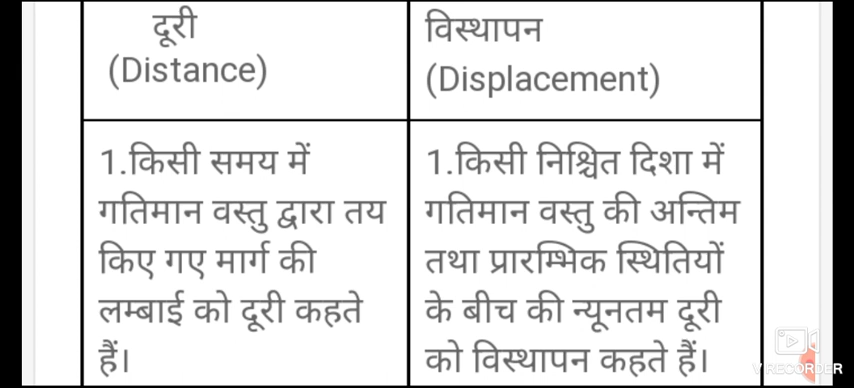 दूरी
(Distance)
विस्थापन
(Displacement)
1.किसी समय में
गतिमान वस्तु द्वारा तय
किए गए मार्ग की
लम्बाई को दूरी कहते
हैं।
1.किसी निश्चित दिशा में
गतिमान वस्तु की अन्तिम
तथा प्रारम्भिक स्थितियों
के बीच की न्यूनतम दूरी
को विस्थापन कहते हैं।
V RECORDER